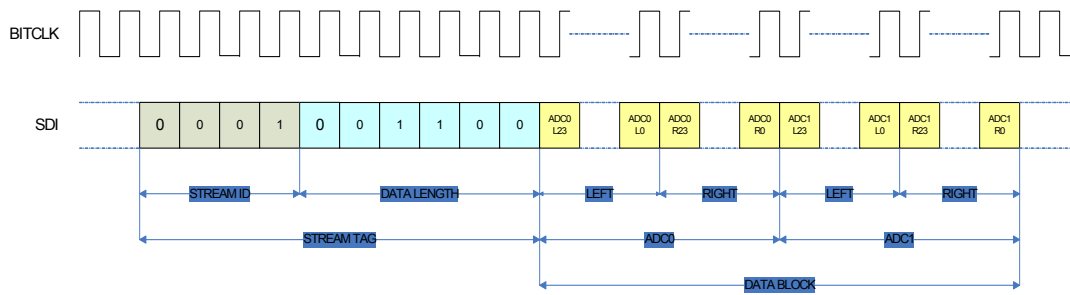 BITCLK
SDI
0 0 0 1 0 0 1 1 0 0 ADC0 L23 ADC0 L0 ADC0 R23 ADC0 R0 ADC1 L23 ADC1 L0 ADC1 R23 ADC1 R0
STREAM ID DATA LENGTH LEFT RIGHT LEFT RIGHT
STREAM TAG ADC0 ADC1
DATA BLOCK